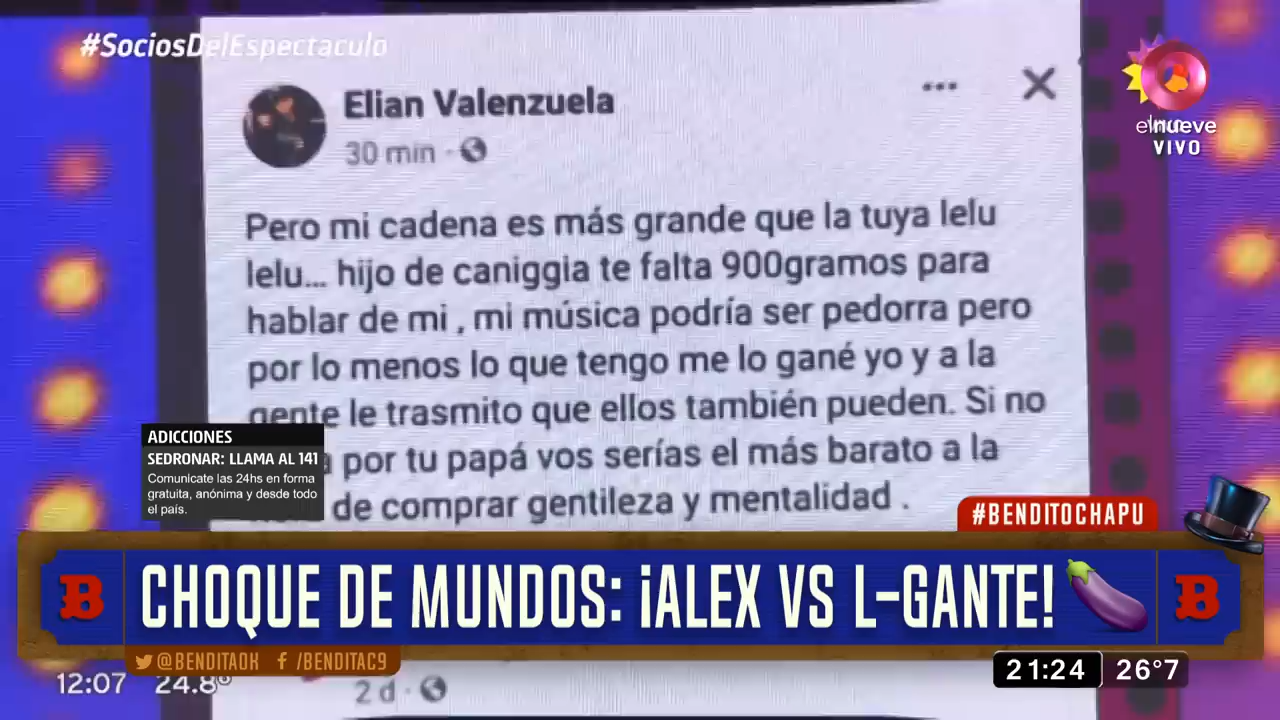 #SociosDelEspectaculo
Elian Valenzuela
30 min
elnueve
VIVO
Pero mi cadena es más grande que la tuya lelu
lelu... hijo de caniggia te falta 900gramos para
hablar de mi , mi música podría ser pedorra pero
por lo menos lo que tengo me lo gané yo y a la
gente le trasmito que ellos también pueden. Si no
por tu papá vos serías el más barato a la
de comprar gentileza y mentalidad .
ADICCIONES
SEDRONAR: LLAMA AL 141
Comunicate las 24hs en forma
gratuita, anónima y desde todo
el país.
#BENDITOCHAPU
B CHOQUE DE MUNDOS: ¡ALEX VS L-GANTE! B
@BENDITAOK /BENDITAC9
12:07 24.8°
2 d
21:24 26°7